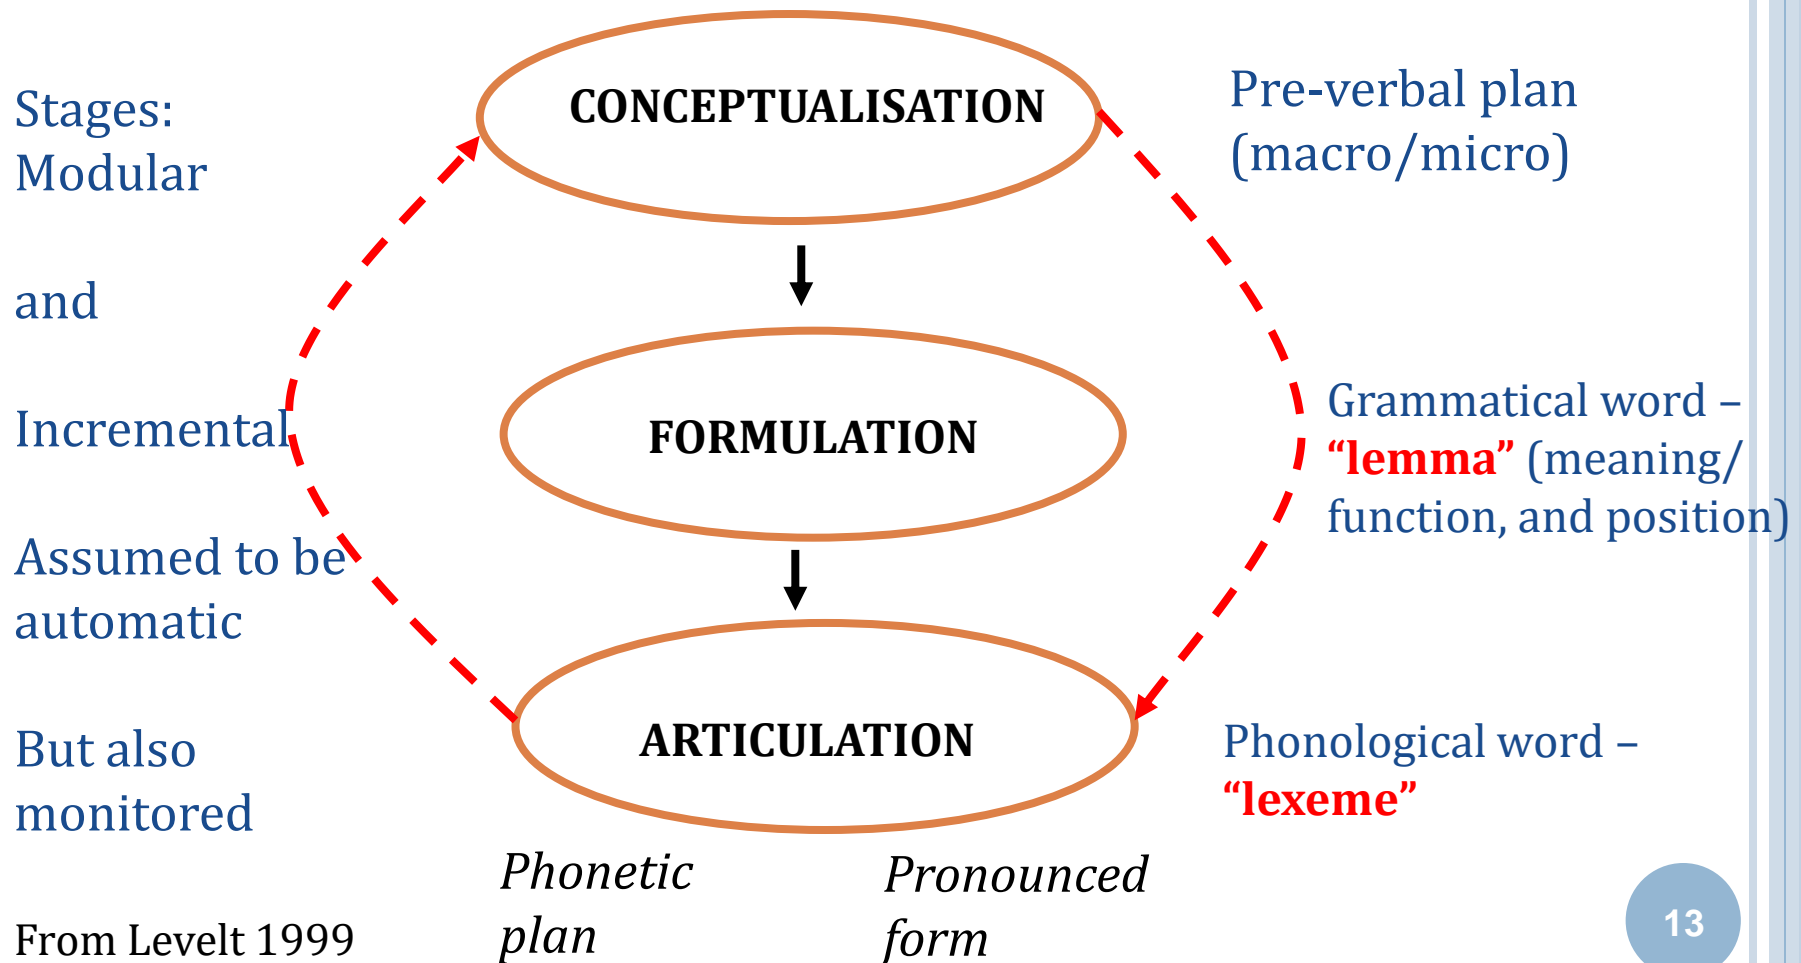 Stages:
Modular
and
Incremental
Assumed to be
automatic
But also
monitored
From Levelt 1999
CONCEPTUALISATION
FORMULATION
ARTICULATION
Phonetic
plan
Pronounced
form
Pre-verbal plan
(macro/micro)
Grammatical word –
“lemma” (meaning/
function, and position)
Phonological word –
“lexeme”
13